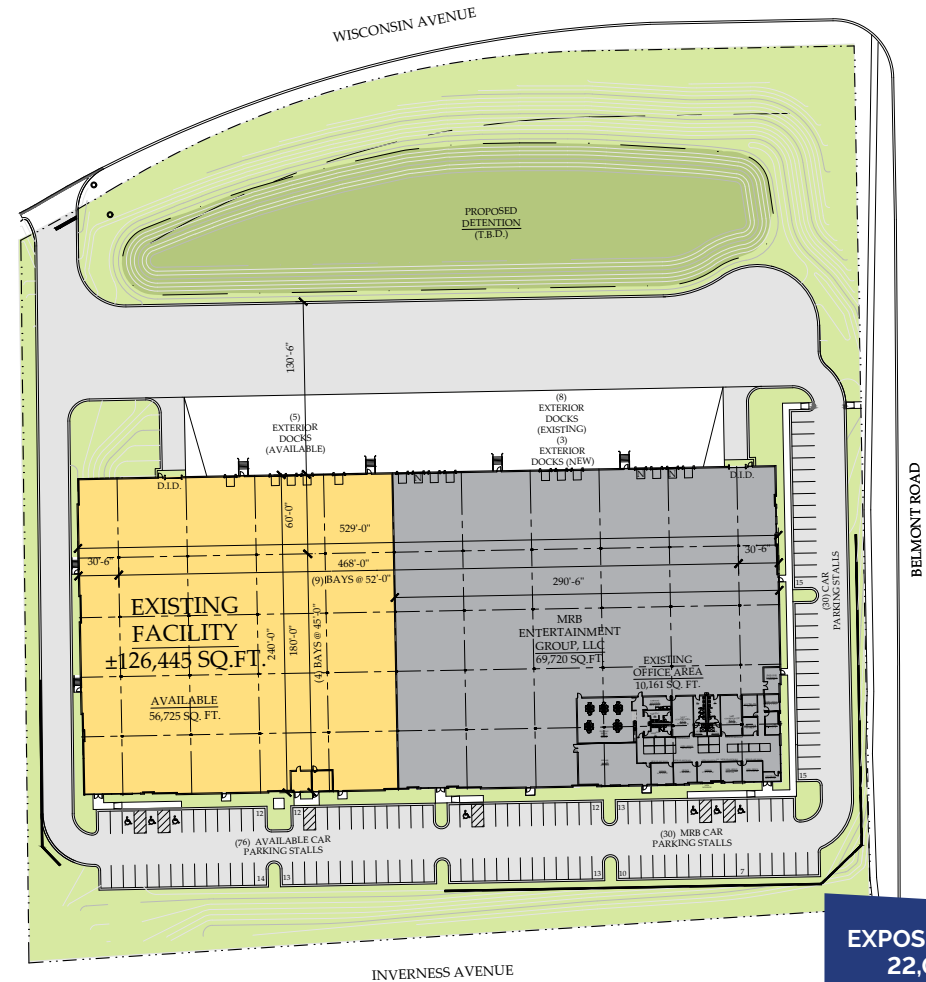 WISCONSIN AVENUE
PROPOSED
DETENTION
(T.B.D.)
130'-6"
(5)
EXTERIOR
DOCKS
(AVAILABLE)
(8)
EXTERIOR
DOCKS
(EXISTING)
(3)
EXTERIOR
DOCKS (NEW)
D.I.D.
N
N
N
D.I.D.
60'-0"
529'-0"
30'-6"
468'-0"
30'-6"
(9) BAYS @ 52'-0"
290'-6"
EXISTING
FACILITY
±126,445 SQ.FT.
240'-0"
180'-0"
(4) BAYS @ 45'-0"
AVAILABLE
56,725 SQ. FT.
MRB
ENTERTAINMENT
GROUP, LLC
69,720 SQ.FT.
EXISTING
OFFICE AREA
10,161 SQ. FT.
15
(30) CAR
PARKING STALLS
15
BELMONT ROAD
12
12
12
13
(76) AVAILABLE CAR
PARKING STALLS
(30) MRB CAR
PARKING STALLS
14
13
13
10
7
INVERNESS AVENUE